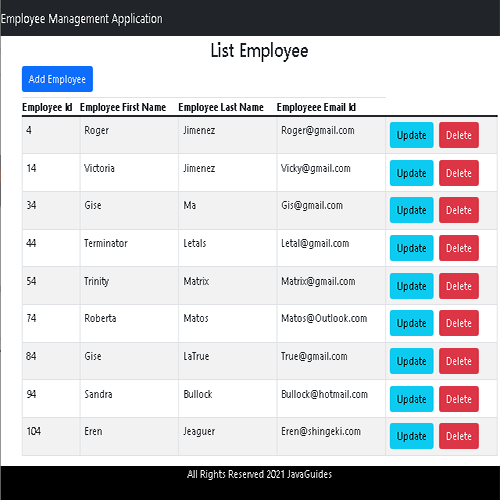 Employee Management Application
List Employee
Add Employee
Employee Id Employee First Name Employee Last Name Employeee Email Id
4 Roger Jimenez Roger@gmail.com Update Delete
14 Victoria Jimenez Vicky@gmail.com Update Delete
34 Gise Ma Gis@gmail.com Update Delete
44 Terminator Letals Letal@gmail.com Update Delete
54 Trinity Matrix Matrix@gmail.com Update Delete
74 Roberta Matos Matos@Outlook.com Update Delete
84 Gise LaTrue True@gmail.com Update Delete
94 Sandra Bullock Bullock@hotmail.com Update Delete
104 Eren Jeaguer Eren@shingeki.com Update Delete
All Rights Reserved 2021 JavaGuides